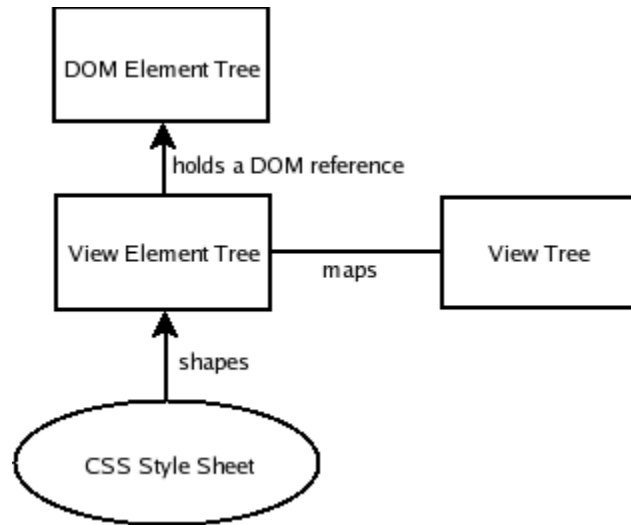 DOM Element Tree
holds a DOM reference
View Element Tree
maps
View Tree
shapes
CSS Style Sheet